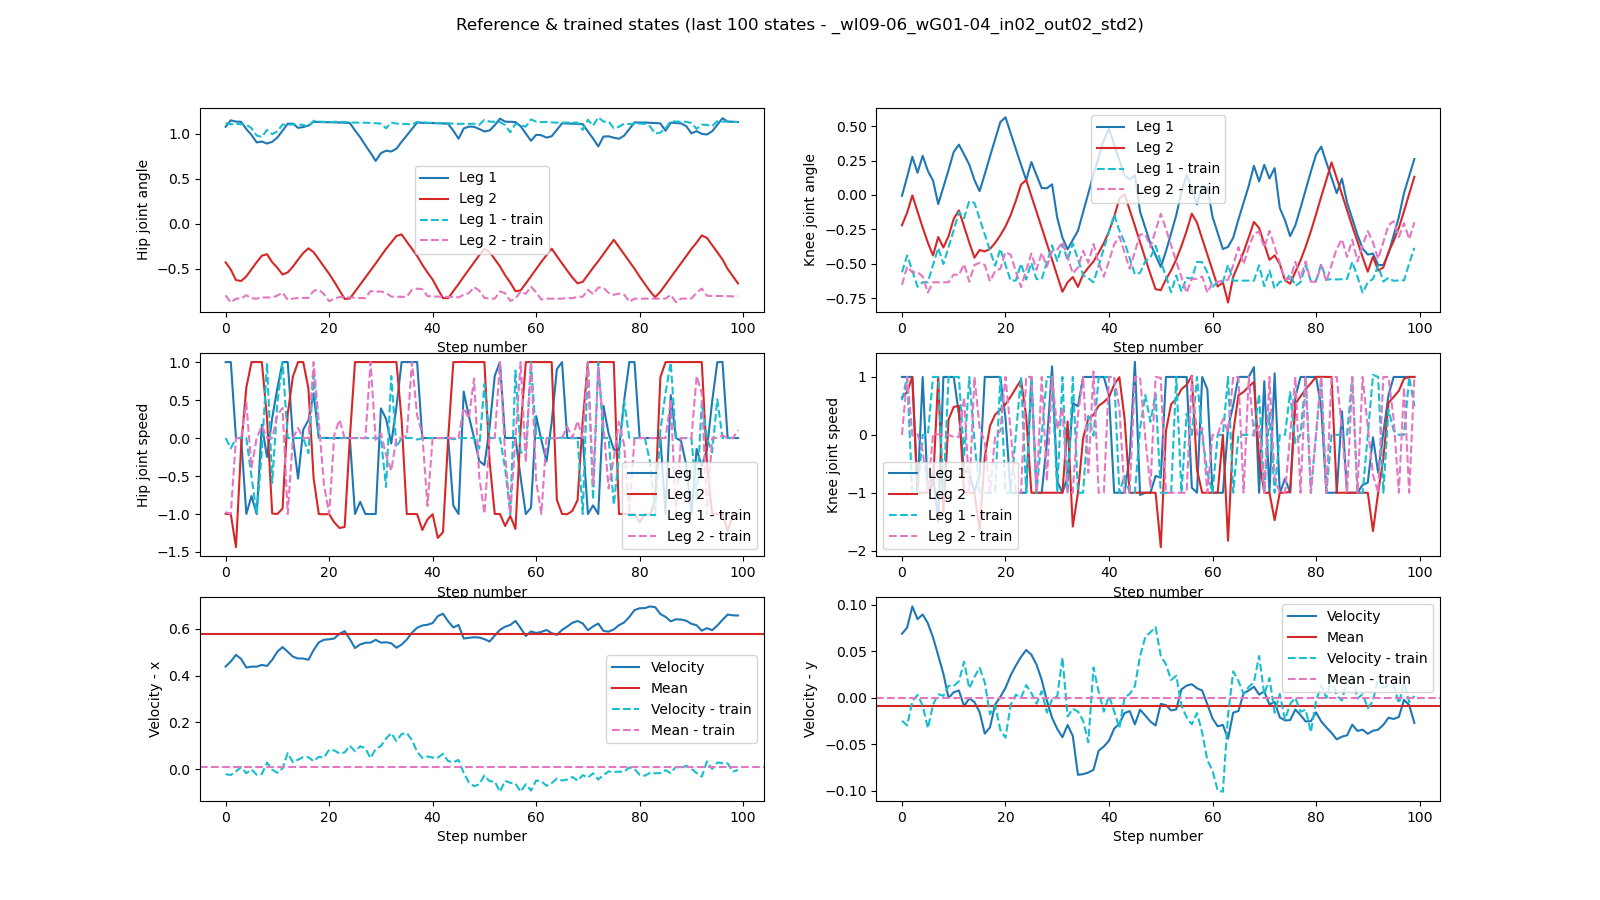 Reference & trained states (last 100 states - _wI09-06_wG01-04_in02_out02_std2)
Hip joint angle
1.0
0.5
0.0
−0.5
Leg 1
Leg 2
Leg 1 - train
Leg 2 - train
0 20 40 60 80 100
Step number
Knee joint angle
0.50
0.25
0.00
−0.25
−0.50
−0.75
Leg 1
Leg 2
Leg 1 - train
Leg 2 - train
0 20 40 60 80 100
Step number
Hip joint speed
1.0
0.5
0.0
−0.5
−1.0
−1.5
Leg 1
Leg 2
Leg 1 - train
Leg 2 - train
0 20 40 60 80 100
Step number
Knee joint speed
1
0
−1
−2
Leg 1
Leg 2
Leg 1 - train
Leg 2 - train
0 20 40 60 80 100
Step number
Velocity - x
0.6
0.4
0.2
0.0
Velocity
Mean
Velocity - train
Mean - train
0 20 40 60 80 100
Step number
Velocity - y
0.10
0.05
0.00
−0.05
−0.10
Velocity
Mean
Velocity - train
Mean - train
0 20 40 60 80 100
Step number